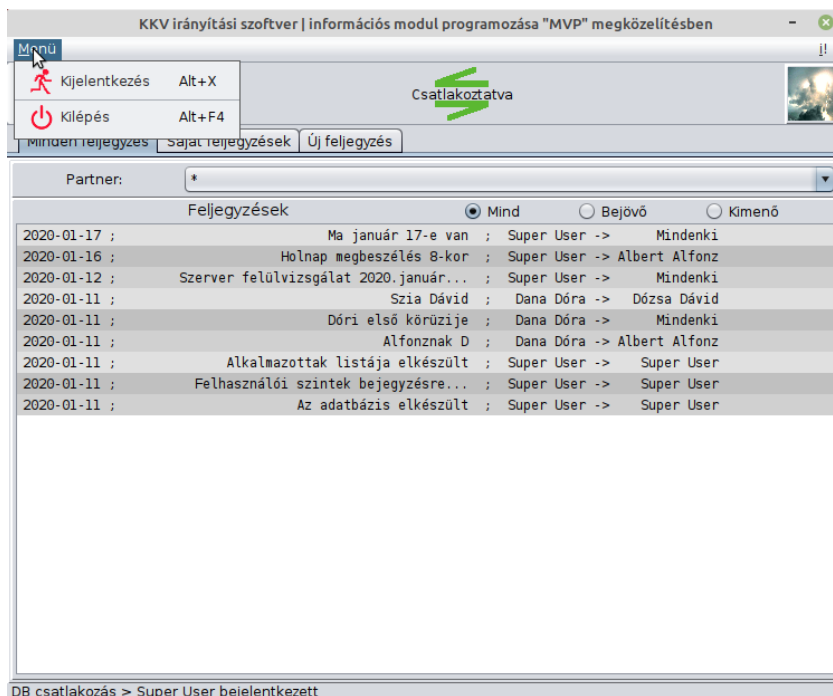 KKV irányítási szoftver | információs modul programozása "MVP" megközelítésben
Menü i!
Kijelentkezés Alt+X
Kilépés Alt+F4
Csatlakoztatva
Minden feljegyzés Saját feljegyzések Új feljegyzés
Partner: *
Feljegyzések Mind Bejövő Kimenő
2020-01-17 ; Ma január 17-e van ; Super User -> Mindenki
2020-01-16 ; Holnap megbeszélés 8-kor ; Super User -> Albert Alfonz
2020-01-12 ; Szerver felülvizsgálat 2020.január... ; Super User -> Mindenki
2020-01-11 ; Szia Dávid ; Dana Dóra -> Dózsa Dávid
2020-01-11 ; Dóri első körüzije ; Dana Dóra -> Mindenki
2020-01-11 ; Alfonznak D ; Dana Dóra -> Albert Alfonz
2020-01-11 ; Alkalmazottak listája elkészült ; Super User -> Super User
2020-01-11 ; Felhasználói szintek bejegyzésre... ; Super User -> Super User
2020-01-11 ; Az adatbázis elkészült ; Super User -> Super User
DB csatlakozás > Super User bejelentkezett